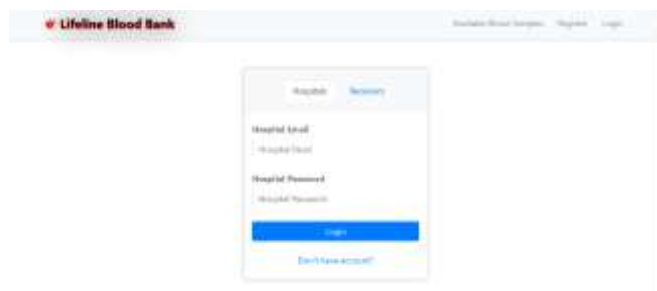 Lifeline Blood Bank
Available Blood Samples Register Login
Hospitals Receivers
Hospital Email
Hospital Email
Hospital Password
Hospital Password
Login
Don't have account?